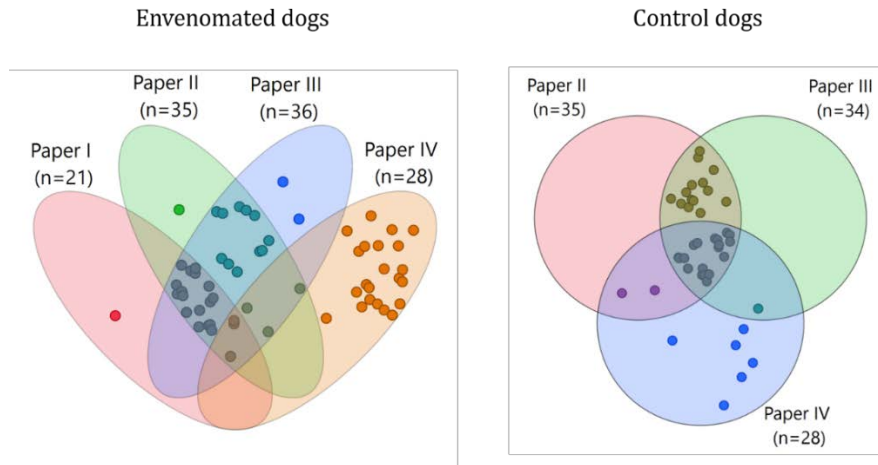 Envenomated dogs
Control dogs
Paper II
(n=35)
Paper III
(n=36)
Paper I
(n=21)
Paper IV
(n=28)
Paper II
(n=35)
Paper III
(n=34)
Paper IV
(n=28)